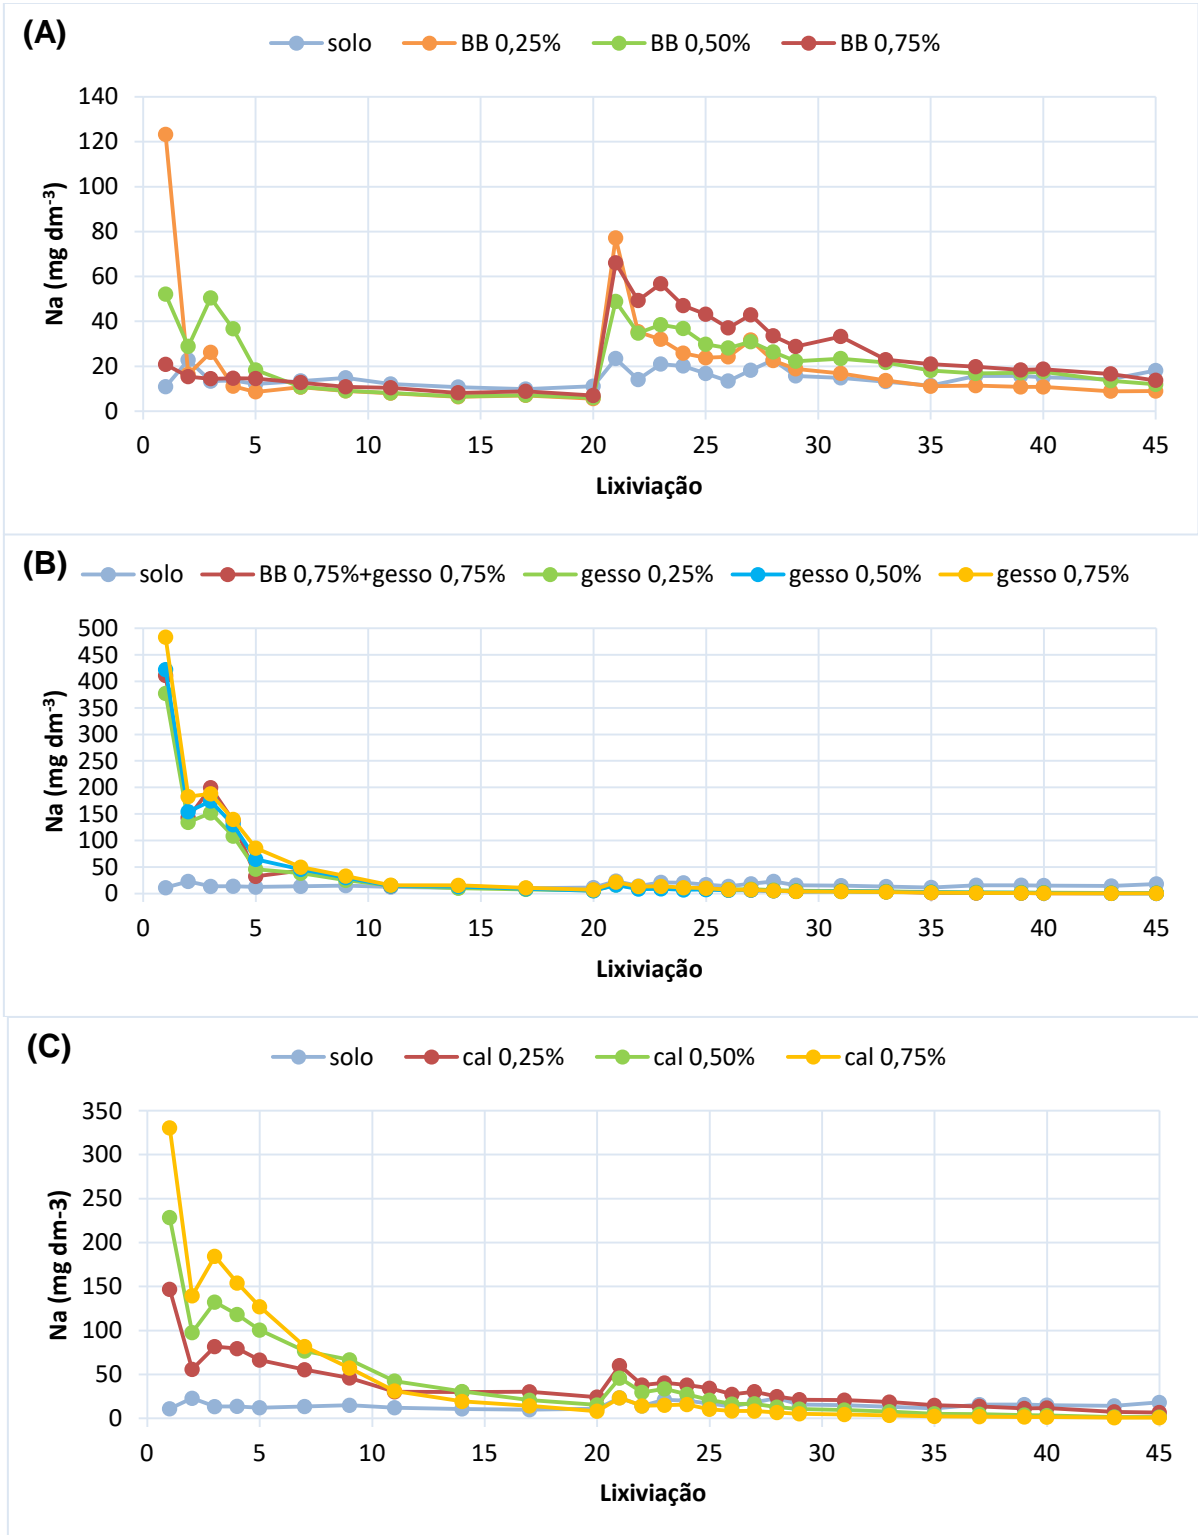 (A)
solo BB 0,25% BB 0,50% BB 0,75%
140
120
100
80
60
40
20
0
Na (mg dm⁻³)
0 5 10 15 20 25 30 35 40 45
Lixiviação
(B)
solo BB 0,75%+gesso 0,75% gesso 0,25% gesso 0,50% gesso 0,75%
500
450
400
350
300
250
200
150
100
50
0
Na (mg dm⁻³)
0 5 10 15 20 25 30 35 40 45
Lixiviação
(C)
solo cal 0,25% cal 0,50% cal 0,75%
350
300
250
200
150
100
50
0
Na (mg dm-3)
0 5 10 15 20 25 30 35 40 45
Lixiviação